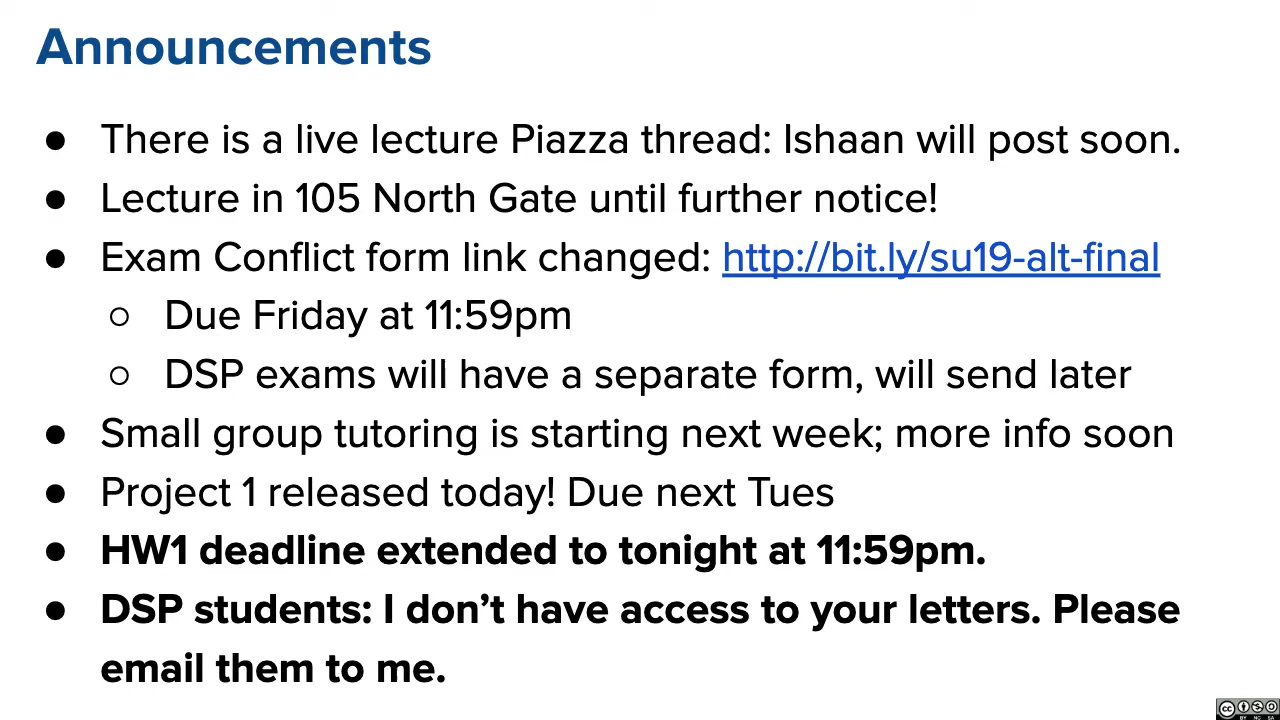 Announcements
● There is a live lecture Piazza thread: Ishaan will post soon.
● Lecture in 105 North Gate until further notice!
● Exam Conflict form link changed: http://bit.ly/su19-alt-final
○ Due Friday at 11:59pm
○ DSP exams will have a separate form, will send later
● Small group tutoring is starting next week; more info soon
● Project 1 released today! Due next Tues
● HW1 deadline extended to tonight at 11:59pm.
● DSP students: I don’t have access to your letters. Please
email them to me.
cc
BY NC SA